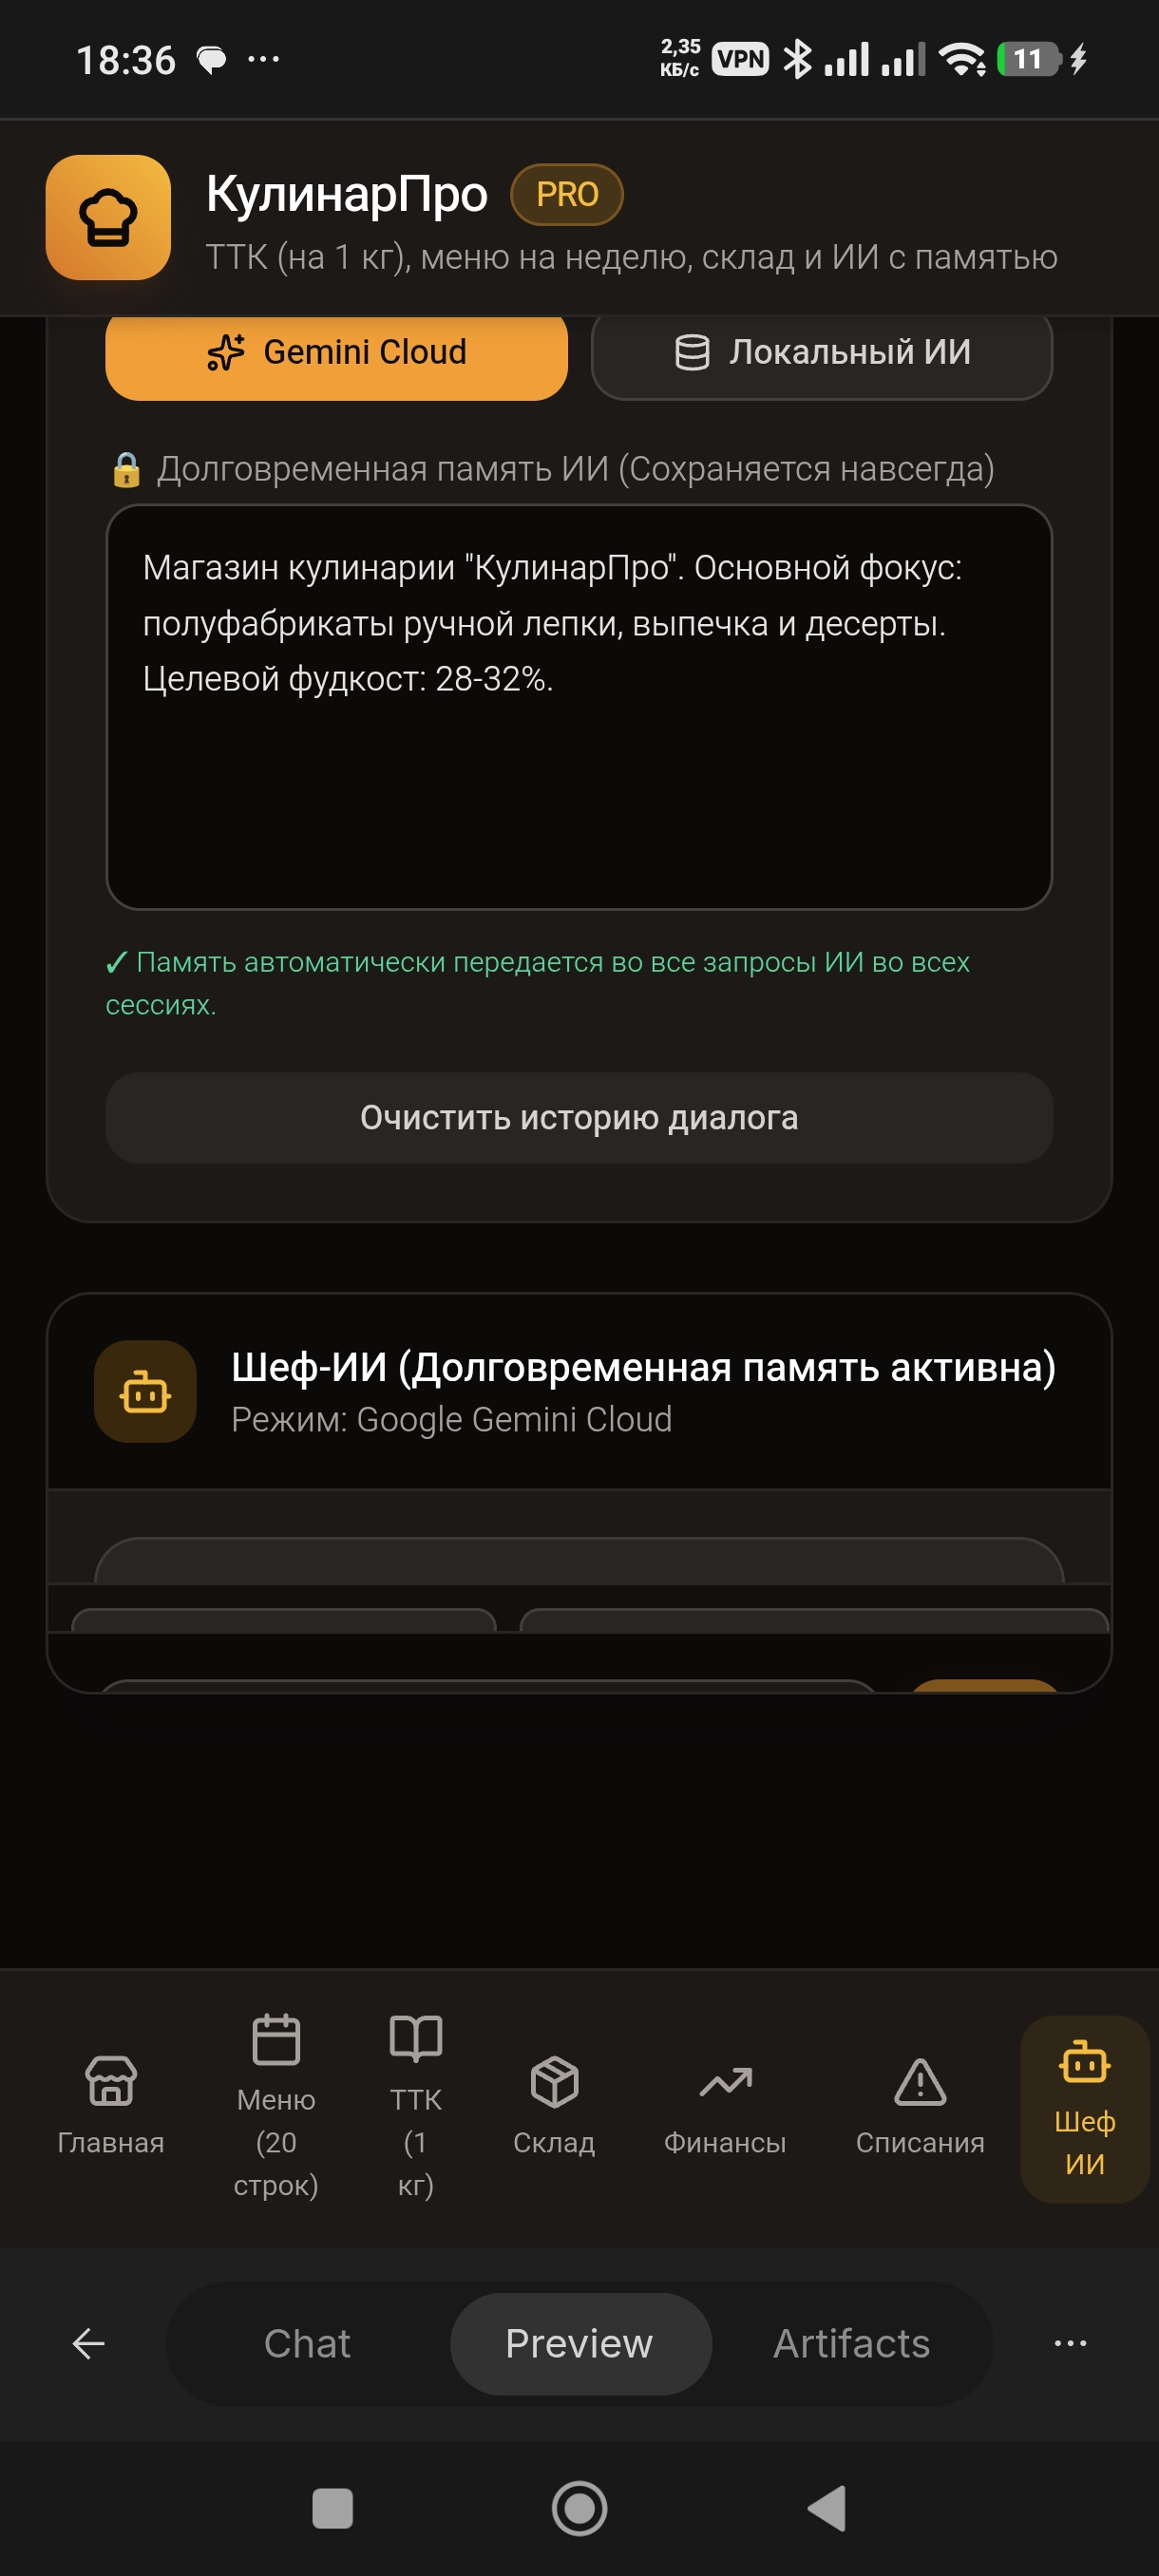 18:36
2,35
КБ/с
VPN
11
КулинарПро PRO
ТТК (на 1 кг), меню на неделю, склад и ИИ с памятью
Gemini Cloud
Локальный ИИ
🔒 Долговременная память ИИ (Сохраняется навсегда)
Магазин кулинарии "КулинарПро". Основной фокус:
полуфабрикаты ручной лепки, выпечка и десерты.
Целевой фудкост: 28-32%.
✓ Память автоматически передается во все запросы ИИ во всех
сессиях.
Очистить историю диалога
Шеф-ИИ (Долговременная память активна)
Режим: Google Gemini Cloud
Главная
Меню
(20
строк)
ТТК
(1
кг)
Склад
Финансы
Списания
Шеф
ИИ
Chat
Preview
Artifacts